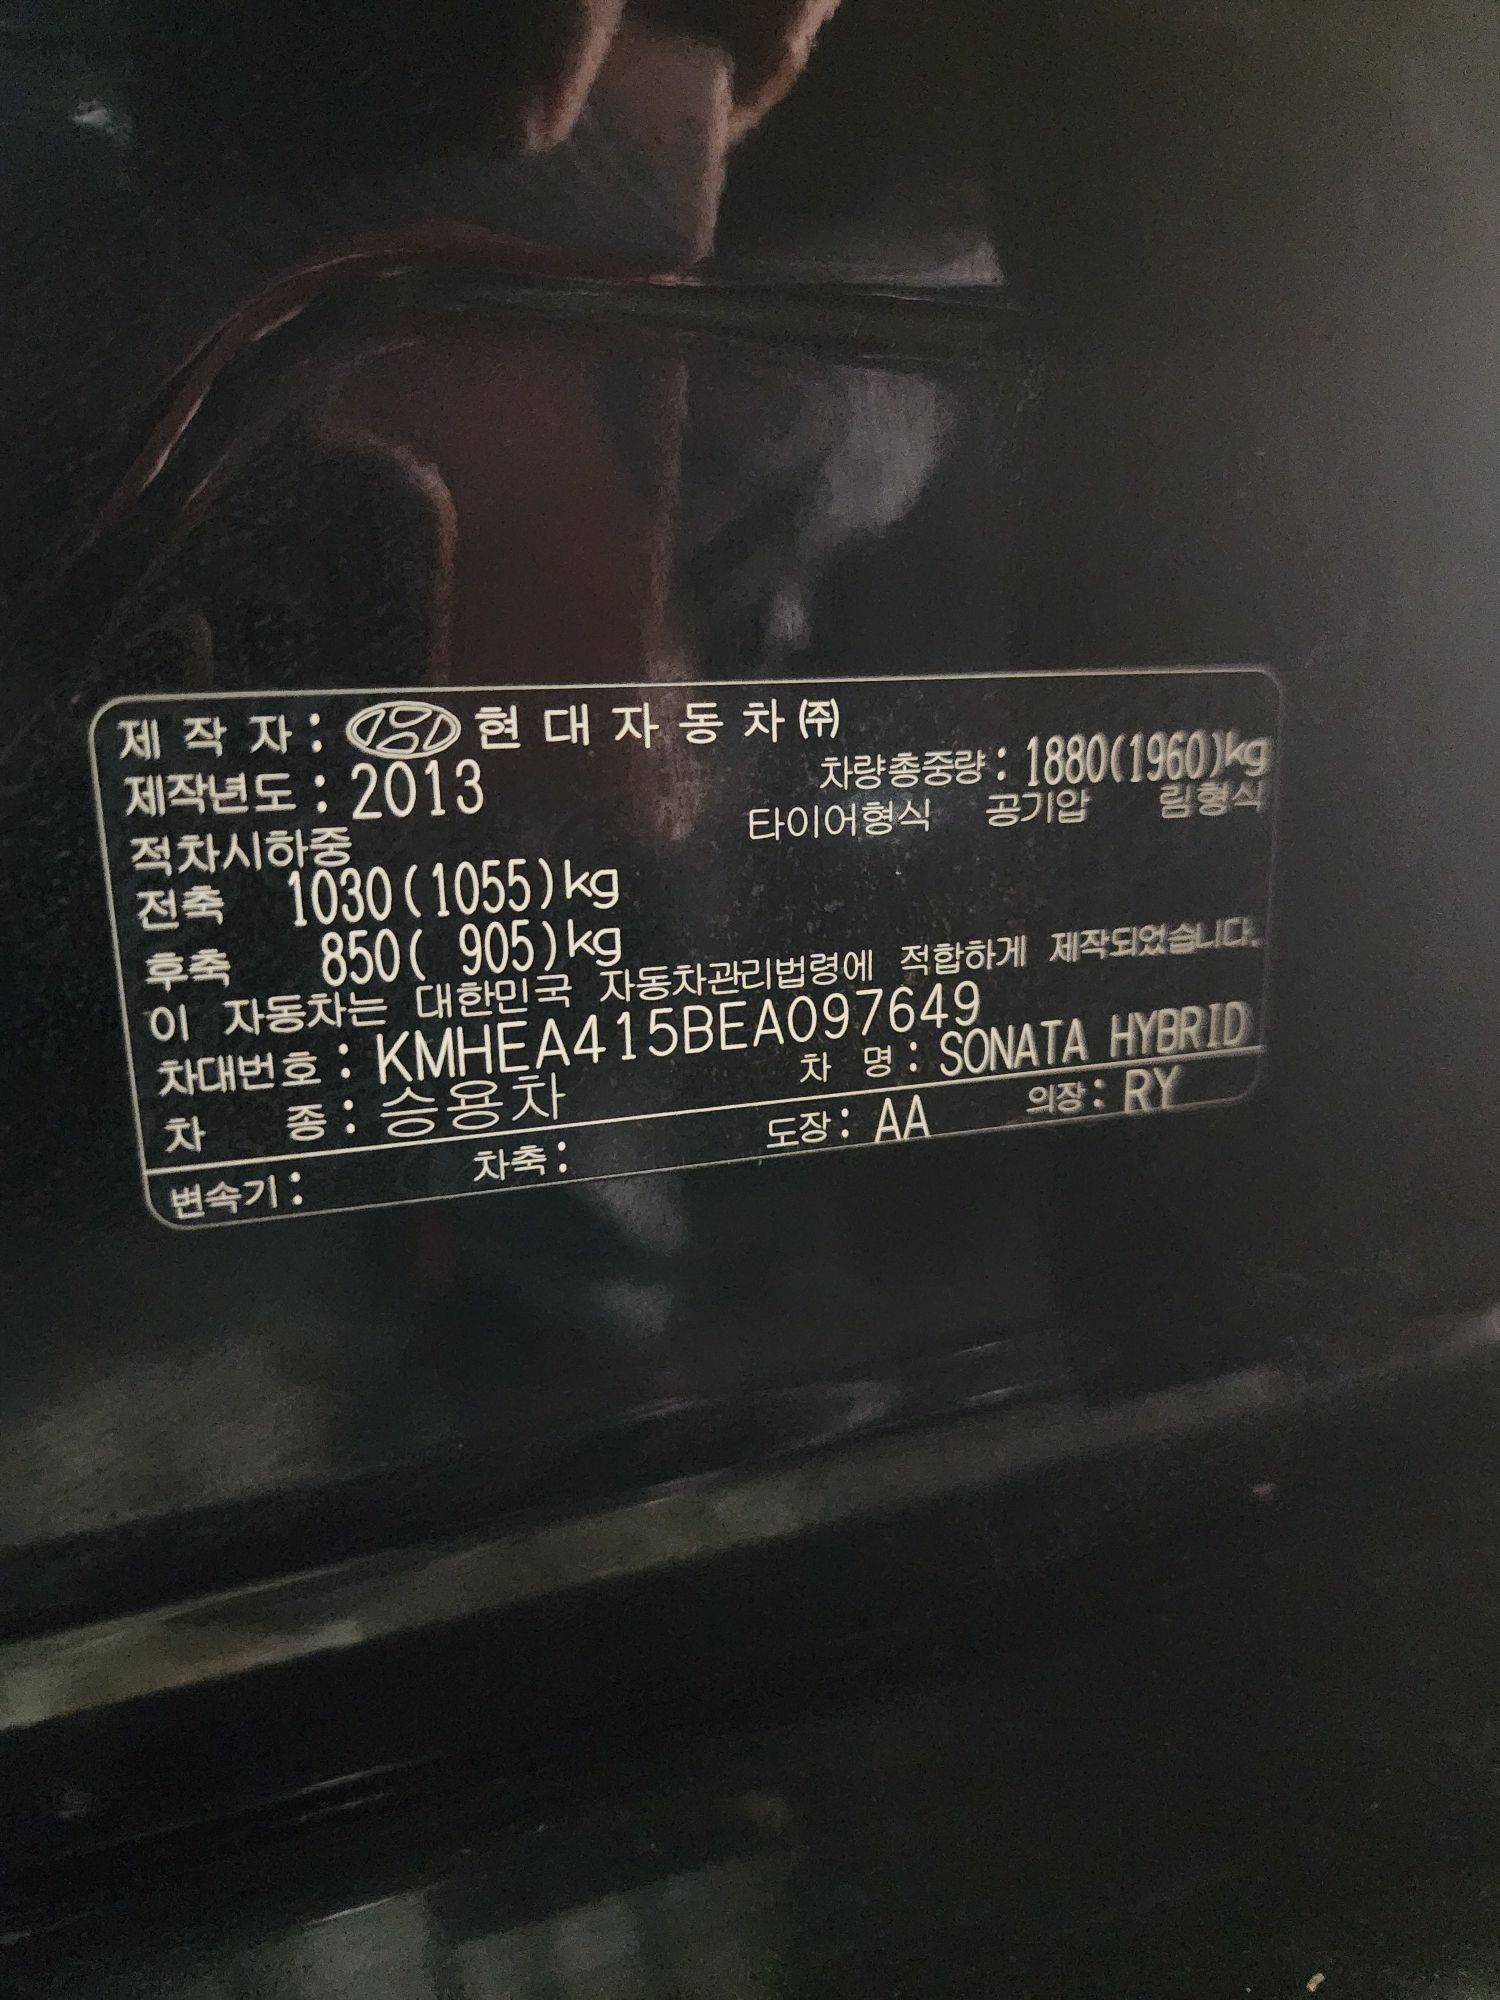 제 작 자 : 현 대 자 동 차 ㈜
제작년도 : 2013 차량총중량 : 1880(1960)kg
적차시하중 타이어형식 공기압 림형식
전축 1030(1055)kg
후축 850( 905)kg
이 자동차는 대한민국 자동차관리법령에 적합하게 제작되었습니다.
차대번호 : KMHEA415BEA097649
차 종 : 승용차 차 명 : SONATA HYBRID
변속기 : 차축 : 도장 : AA 의장 : RY